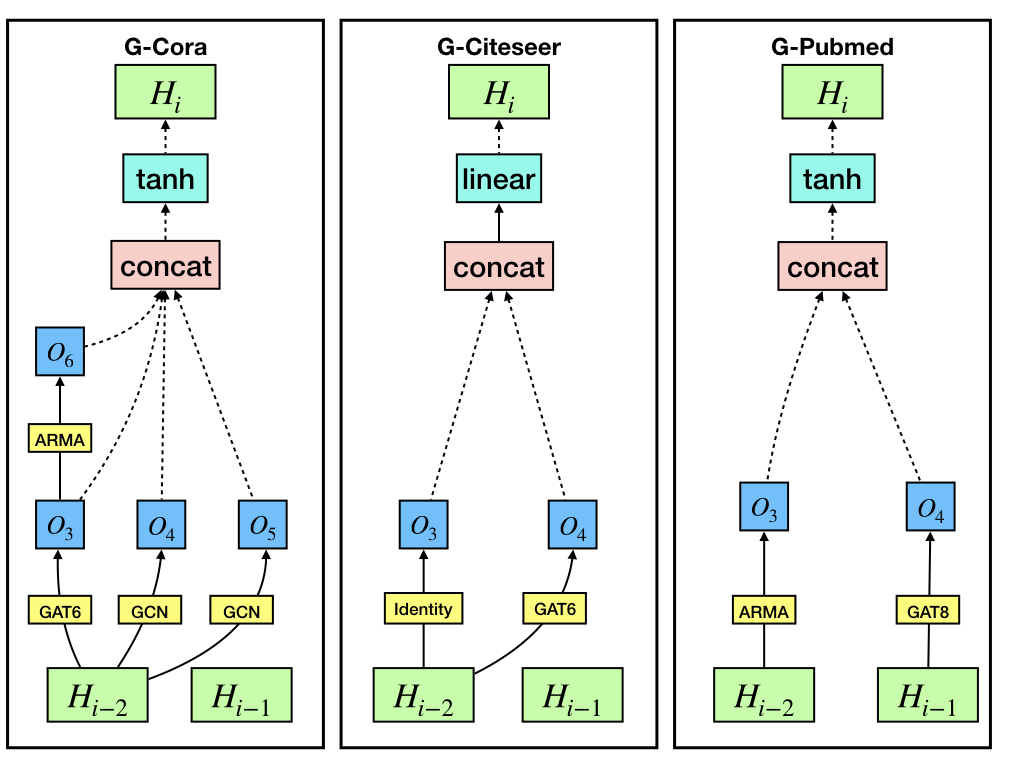 G-Cora
H_i
tanh
concat
O_6
ARMA
O_3
O_4
O_5
GAT6
GCN
GCN
H_{i−2}
H_{i−1}
G-Citeseer
H_i
linear
concat
O_3
O_4
Identity
GAT6
H_{i−2}
H_{i−1}
G-Pubmed
H_i
tanh
concat
O_3
O_4
ARMA
GAT8
H_{i−2}
H_{i−1}